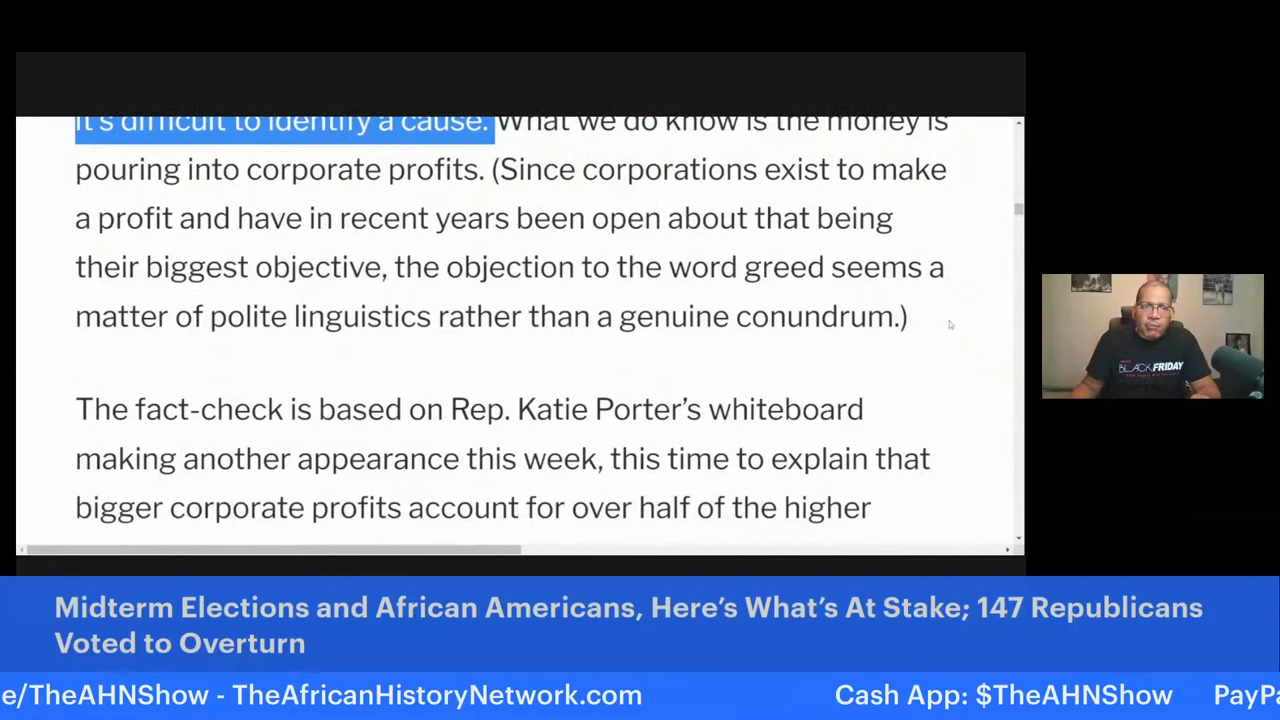 it's difficult to identify a cause. What we do know is the money is
pouring into corporate profits. (Since corporations exist to make
a profit and have in recent years been open about that being
their biggest objective, the objection to the word greed seems a
matter of polite linguistics rather than a genuine conundrum.)
The fact-check is based on Rep. Katie Porter's whiteboard
making another appearance this week, this time to explain that
bigger corporate profits account for over half of the higher
BLACK FRIDAY
Midterm Elections and African Americans, Here's What's At Stake; 147 Republicans
Voted to Overturn
e/TheAHNShow - TheAfricanHistoryNetwork.com Cash App: $TheAHNShow PayPa